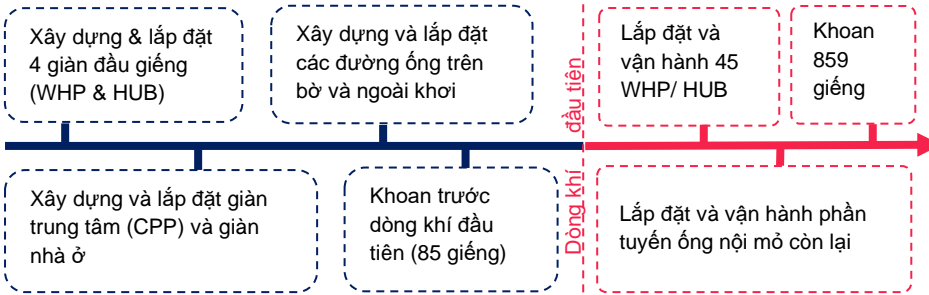 Xây dựng & lắp đặt
4 giàn đầu giếng
(WHP & HUB)
Xây dựng và lắp đặt
các đường ống trên
bờ và ngoài khơi
Xây dựng và lắp đặt giàn
trung tâm (CPP) và giàn
nhà ở
Khoan trước
dòng khí đầu
tiên (85 giếng)
Dòng khí đầu tiên
Lắp đặt và
vận hành 45
WHP/ HUB
Khoan
859
giếng
Lắp đặt và vận hành phần
tuyến ống nội mỏ còn lại